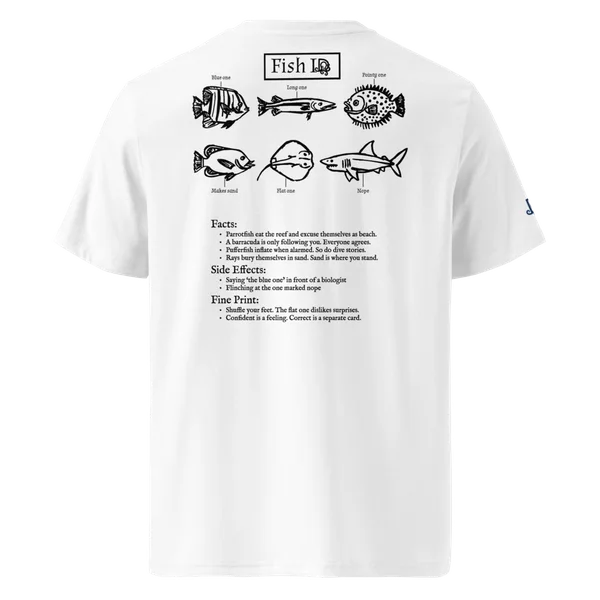 Fish ID
Blue one
Long one
Pointy one
Makes sand
Flat one
Nope
Facts:
• Parrotfish eat the reef and excuse themselves as beach.
• A barracuda is only following you. Everyone agrees.
• Pufferfish inflate when alarmed. So do dive stories.
• Rays bury themselves in sand. Sand is where you stand.
Side Effects:
• Saying "the blue one" in front of a biologist
• Flinching at the one marked nope
Fine Print:
• Shuffle your feet. The flat one dislikes surprises.
• Confident is a feeling. Correct is a separate card.